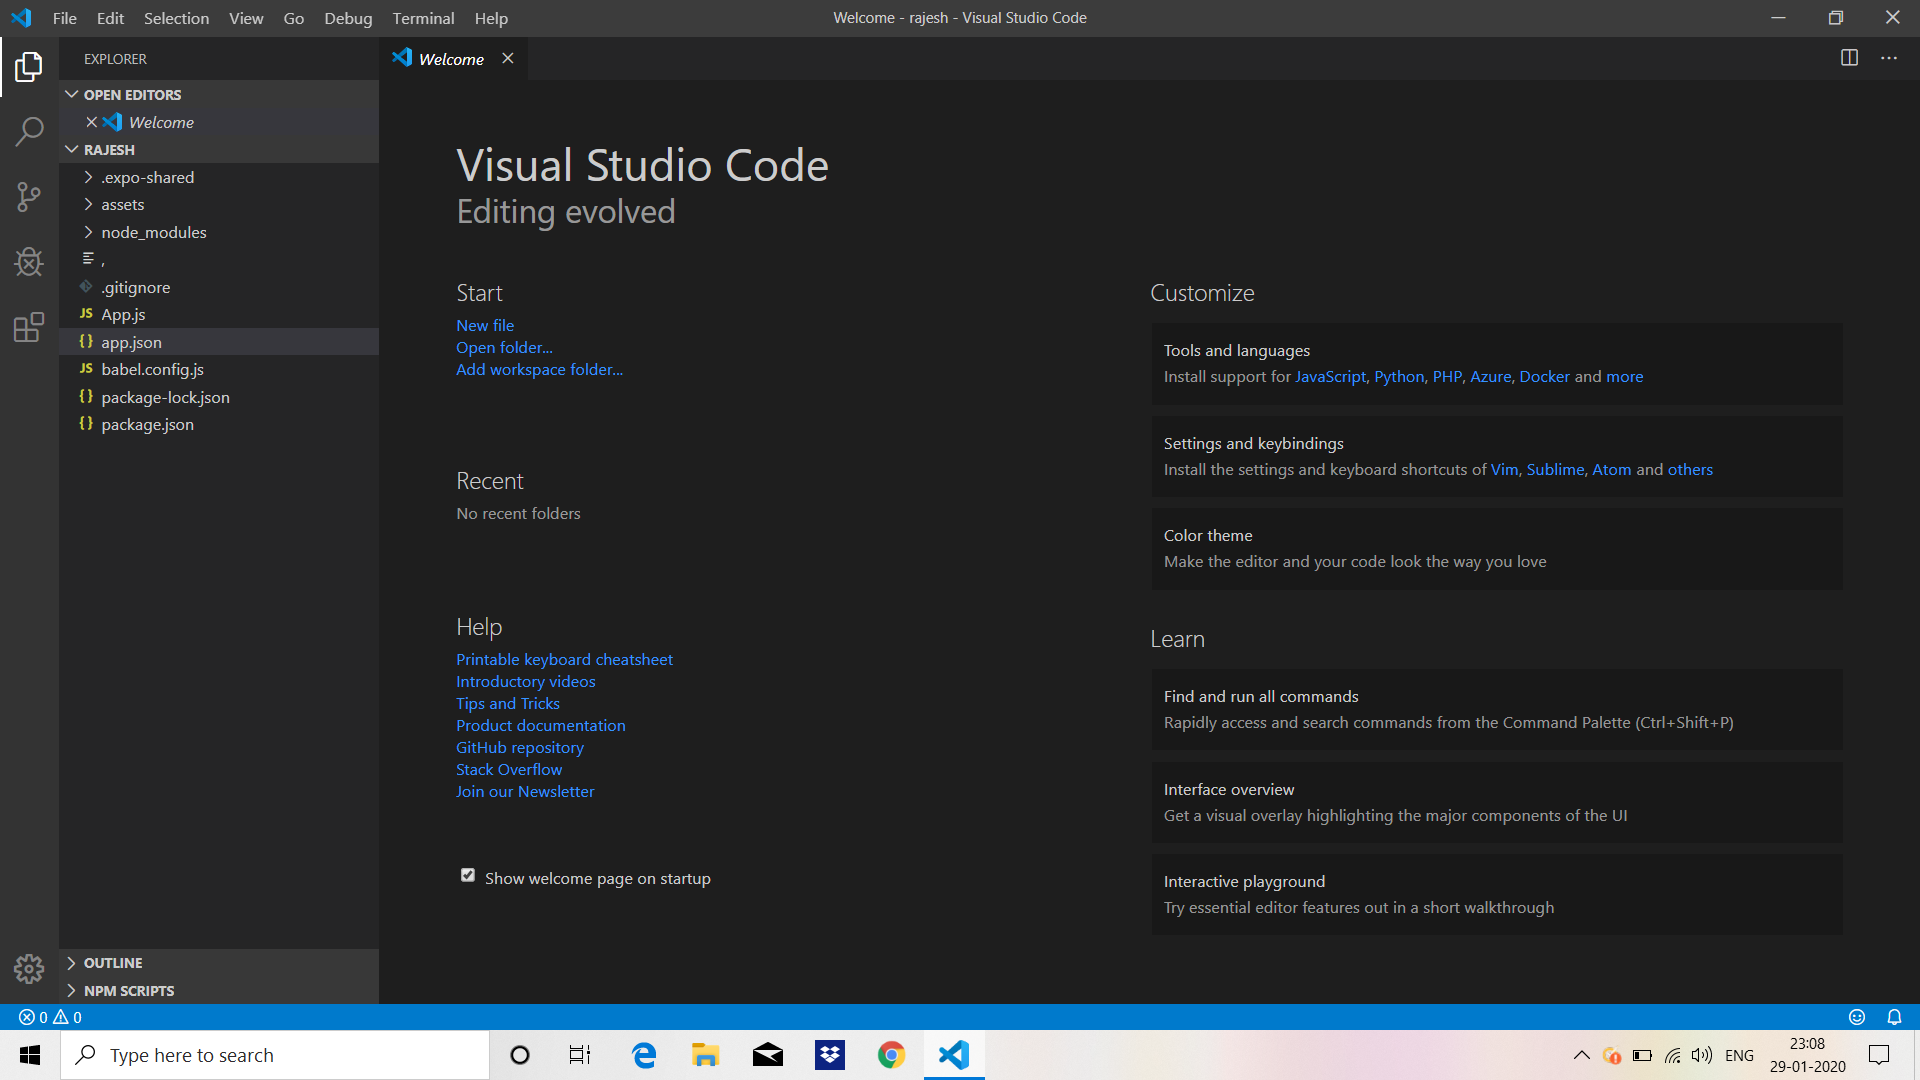 File Edit Selection View Go Debug Terminal Help
Welcome - rajesh - Visual Studio Code
EXPLORER
Welcome
OPEN EDITORS
Welcome
RAJESH
.expo-shared
assets
node_modules
,
.gitignore
JS App.js
{ } app.json
JS babel.config.js
{ } package-lock.json
{ } package.json
OUTLINE
NPM SCRIPTS
Visual Studio Code
Editing evolved
Start
New file
Open folder...
Add workspace folder...
Recent
No recent folders
Help
Printable keyboard cheatsheet
Introductory videos
Tips and Tricks
Product documentation
GitHub repository
Stack Overflow
Join our Newsletter
Show welcome page on startup
Customize
Tools and languages
Install support for JavaScript, Python, PHP, Azure, Docker and more
Settings and keybindings
Install the settings and keyboard shortcuts of Vim, Sublime, Atom and others
Color theme
Make the editor and your code look the way you love
Learn
Find and run all commands
Rapidly access and search commands from the Command Palette (Ctrl+Shift+P)
Interface overview
Get a visual overlay highlighting the major components of the UI
Interactive playground
Try essential editor features out in a short walkthrough
0 0
Type here to search
ENG
23:08
29-01-2020